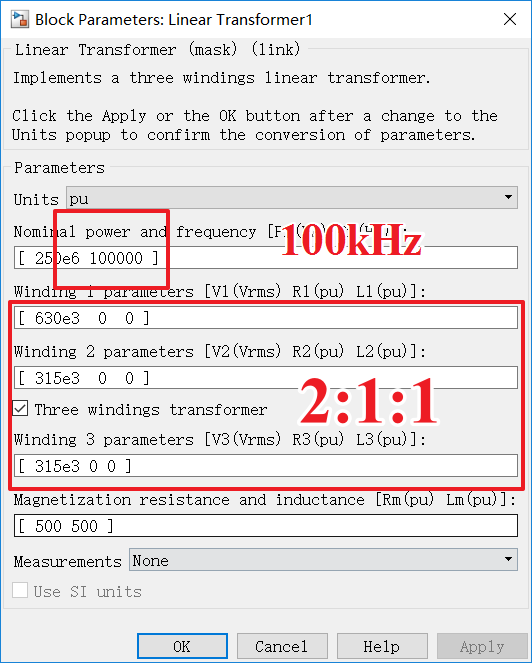 Block Parameters: Linear Transformer1
Linear Transformer (mask) (link)
Implements a three windings linear transformer.
Click the Apply or the OK button after a change to the
Units popup to confirm the conversion of parameters.
Parameters
Units pu
Nominal power and frequency
100kHz
[ 250e6 100000 ]
Winding 1 parameters [V1(Vrms) R1(pu) L1(pu)]:
[ 630e3 0 0 ]
Winding 2 parameters [V2(Vrms) R2(pu) L2(pu)]:
[ 315e3 0 0 ]
2:1:1
Three windings transformer
Winding 3 parameters [V3(Vrms) R3(pu) L3(pu)]:
[ 315e3 0 0 ]
Magnetization resistance and inductance [Rm(pu) Lm(pu)]:
[ 500 500 ]
Measurements None
Use SI units
OK Cancel Help Apply